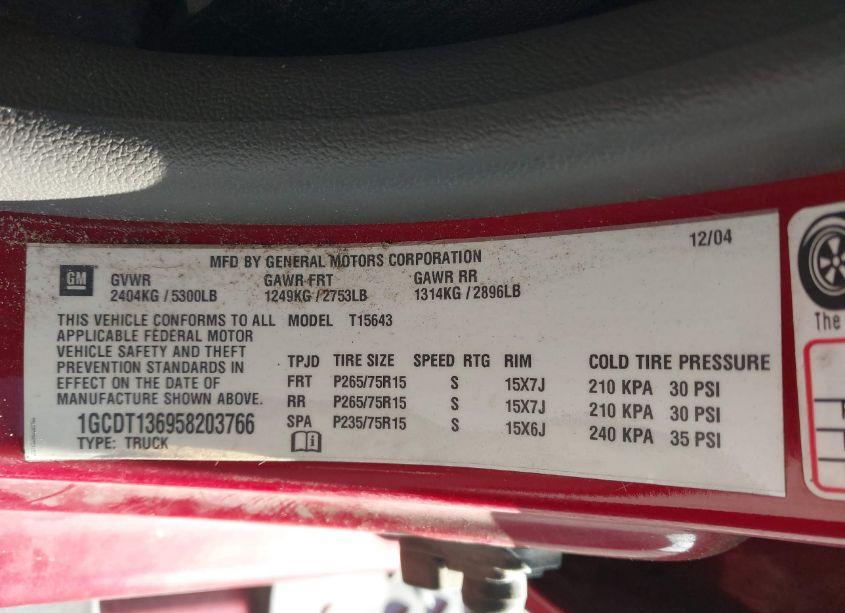 MFD BY GENERAL MOTORS CORPORATION 12/04
GM
GVWR GAWR FRT GAWR RR
2404KG / 5300LB 1249KG / 2753LB 1314KG / 2896LB
THIS VEHICLE CONFORMS TO ALL
APPLICABLE FEDERAL MOTOR
VEHICLE SAFETY AND THEFT
PREVENTION STANDARDS IN
EFFECT ON THE DATE OF
MANUFACTURE SHOWN ABOVE.
1GCDT136958203766
TYPE: TRUCK
MODEL T15643
TPJD TIRE SIZE SPEED RTG RIM COLD TIRE PRESSURE
FRT P265/75R15 S 15X7J 210 KPA 30 PSI
RR P265/75R15 S 15X7J 210 KPA 30 PSI
SPA P235/75R15 S 15X6J 240 KPA 35 PSI
The